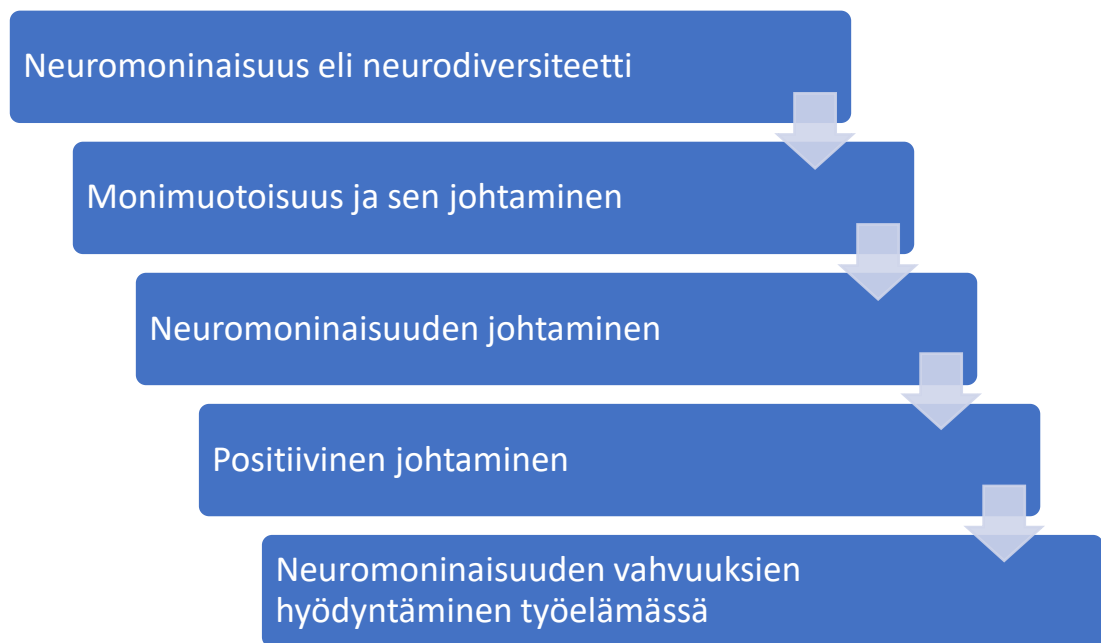 Neuromoninaisuus eli neurodiversiteetti
Monimuotoisuus ja sen johtaminen
Neuromoninaisuuden johtaminen
Positiivinen johtaminen
Neuromoninaisuuden vahvuuksien
hyödyntäminen työelämässä